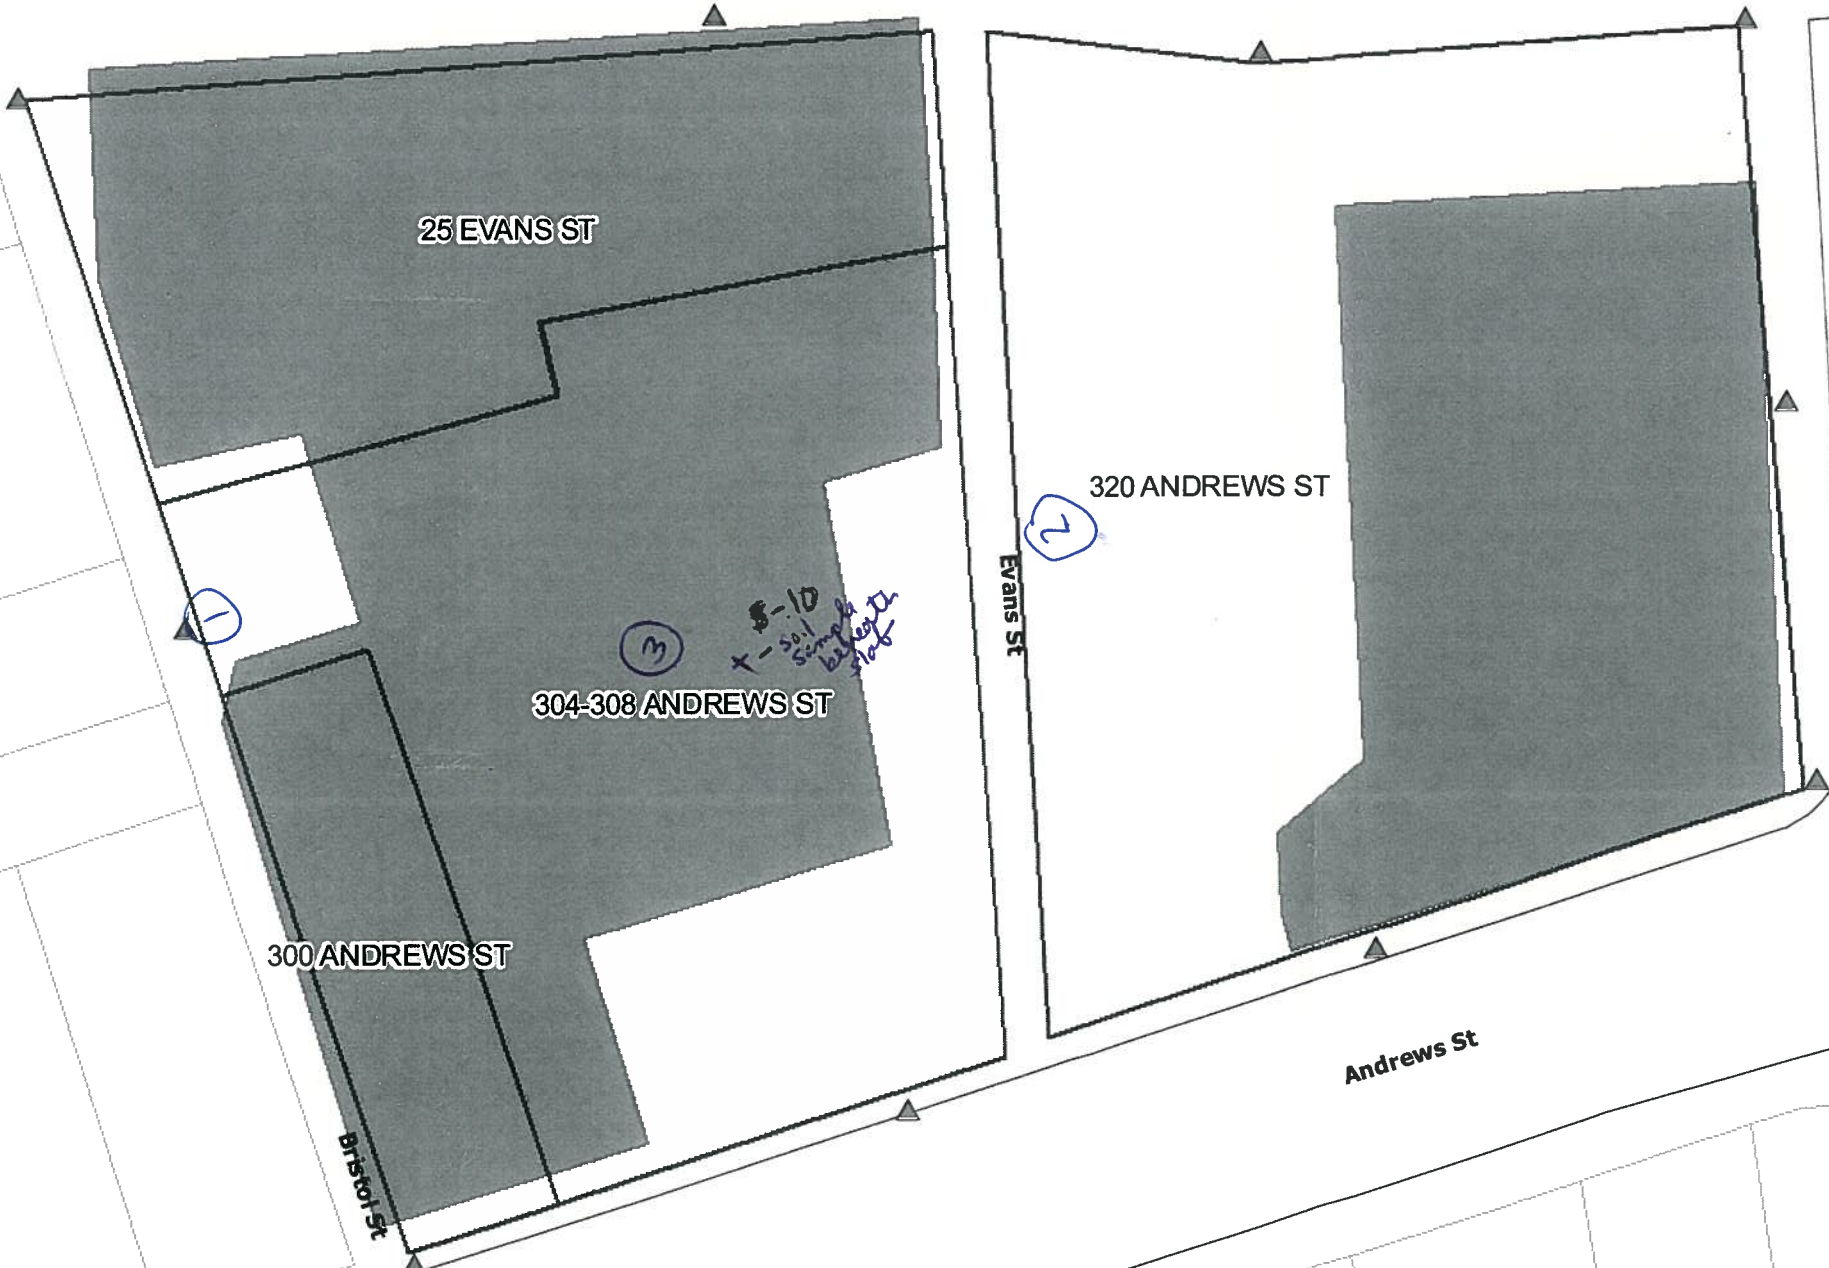 25 EVANS ST
320 ANDREWS ST
2
Evans St
1
3
-10
x - soil
sample
beneath
slab
304-308 ANDREWS ST
300 ANDREWS ST
Andrews St
Bristol St